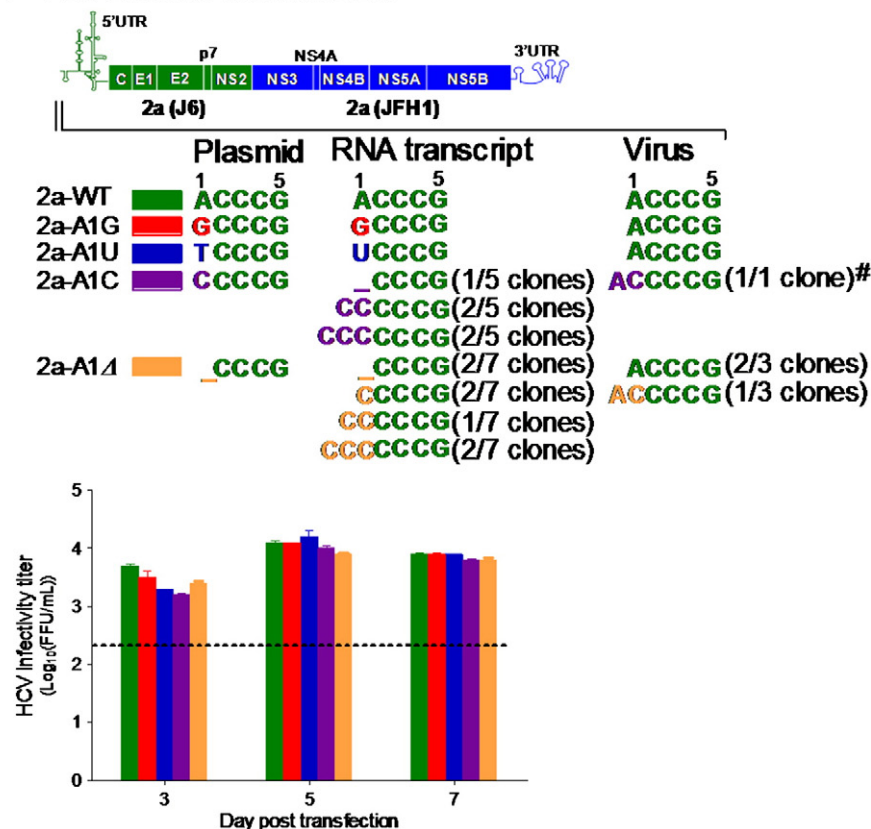 5'UTR
p7 NS4A 3'UTR
C E1 E2 NS2 NS3 NS4B NS5A NS5B
2a (J6) 2a (JFH1)
Plasmid RNA transcript Virus
1 5 1 5 1 5
2a-WT ACCCG ACCCG ACCCG
2a-A1G GCCCG GCCCG ACCCG
2a-A1U TCCCG UCCCG ACCCG
2a-A1C CCCCG _CCCG (1/5 clones) ACCCCG (1/1 clone)#
CCCCCG (2/5 clones)
CCCCCCG (2/5 clones)
2a-A1Δ _CCCG _CCCG (2/7 clones) ACCCG (2/3 clones)
CCCCG (2/7 clones) ACCCCG (1/3 clones)
CCCCCG (1/7 clones)
CCCCCCG (2/7 clones)
HCV Infectivity titer
(Log10(FFU/mL))
5
4
3
2
1
0
3 5 7
Day post transfection